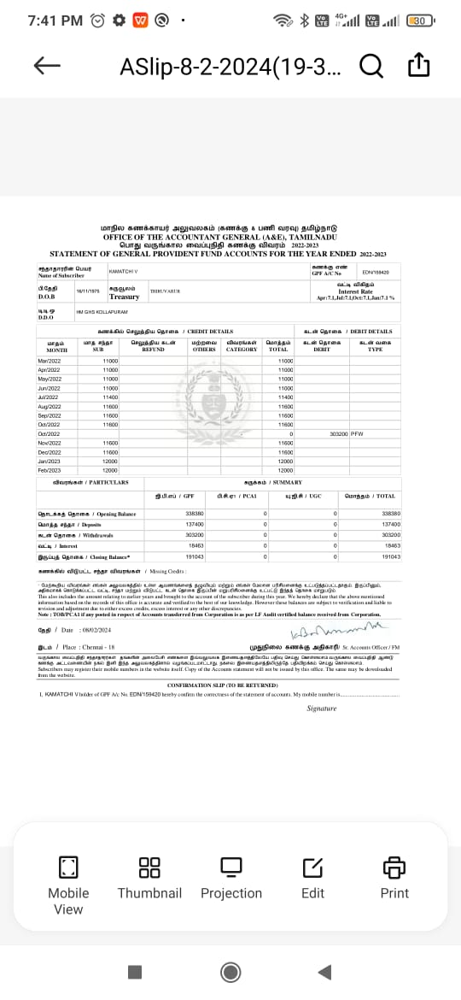 7:41 PM
4G+
30
ASlip-8-2-2024(19-3...
மாநில கணக்காயர் அலுவலகம் (கணக்கு & பணி வரவு) தமிழ்நாடு
OFFICE OF THE ACCOUNTANT GENERAL (A&E), TAMILNADU
பொது வருங்கால வைப்புநிதி கணக்கு விவரம் 2022-2023
STATEMENT OF GENERAL PROVIDENT FUND ACCOUNTS FOR THE YEAR ENDED 2022-2023
சந்தாதாரரின் பெயர் கணக்கு எண்
Name of Subscriber KAMATCHI V GPF A/C No EDN/159420
பி.தேதி கருவூலம் வட்டி விகிதம்
D.O.B 16/11/1975 Treasury THIRUVARUR Interest Rate
Apr:7.1,Jul:7.1,Oct:7.1,Jan:7.1 %
D.D.O HM GHS KOLLAPURAM
கணக்கில் செலுத்திய தொகை / CREDIT DETAILS கடன் தொகை / DEBIT DETAILS
மாதம் மாத சந்தா செலுத்திய கடன் மற்றவை விவரங்கள் மொத்தம் கடன் தொகை கடன் வகை
MONTH SUB REFUND OTHERS CATEGORY TOTAL DEBIT TYPE
Mar/2022 11000 11000
Apr/2022 11000 11000
May/2022 11000 11000
Jun/2022 11000 11000
Jul/2022 11400 11400
Aug/2022 11600 11600
Sep/2022 11600 11600
Oct/2022 11600 11600
Oct/2022 0 303200 PFW
Nov/2022 11600 11600
Dec/2022 11600 11600
Jan/2023 12000 12000
Feb/2023 12000 12000
விவரங்கள் / PARTICULARS சுருக்கம் / SUMMARY
ஜி.பி.எப் / GPF பி.சி.ஏ1 / PCA1 யு.ஜி.சி / UGC மொத்தம் / TOTAL
தொடக்கத் தொகை / Opening Balance 338380 0 0 338380
மொத்த சந்தா / Deposits 137400 0 0 137400
கடன் தொகை / Withdrawals 303200 0 0 303200
வட்டி / Interest 18463 0 0 18463
இருப்புத் தொகை / Closing Balance* 191043 0 0 191043
கணக்கில் விடுபட்ட சந்தா விவரங்கள் / Missing Credits :
This also includes the amount relating to earlier years and brought to the account of the subscriber during this year. We hereby declare that the above mentioned
information based on the records of this office is accurate and verified to the best of our knowledge. However these balances are subject to verification and liable to
revision and adjustment due to either excess credits, excess interest or any other discrepancies.
Note : TOB/PCA1 if any posted in respect of Accounts transferred from Corporation is as per LF Audit certified balance received from Corporation.
தேதி / Date : 08/02/2024
இடம் / Place : Chennai - 18 முதுநிலை கணக்கு அதிகாரி/ Sr. Accounts Officer/ FM
Subscribers may register their mobile numbers in the website itself. Copy of the Accounts statement will not be issued by this office. The same may be downloaded
from the website.
CONFIRMATION SLIP (TO BE RETURNED)
I, KAMATCHI V holder of GPF A/c No. EDN/159420 hereby confirm the correctness of the statement of accounts. My mobile number is..............................
Signature
Mobile View
Thumbnail
Projection
Edit
Print